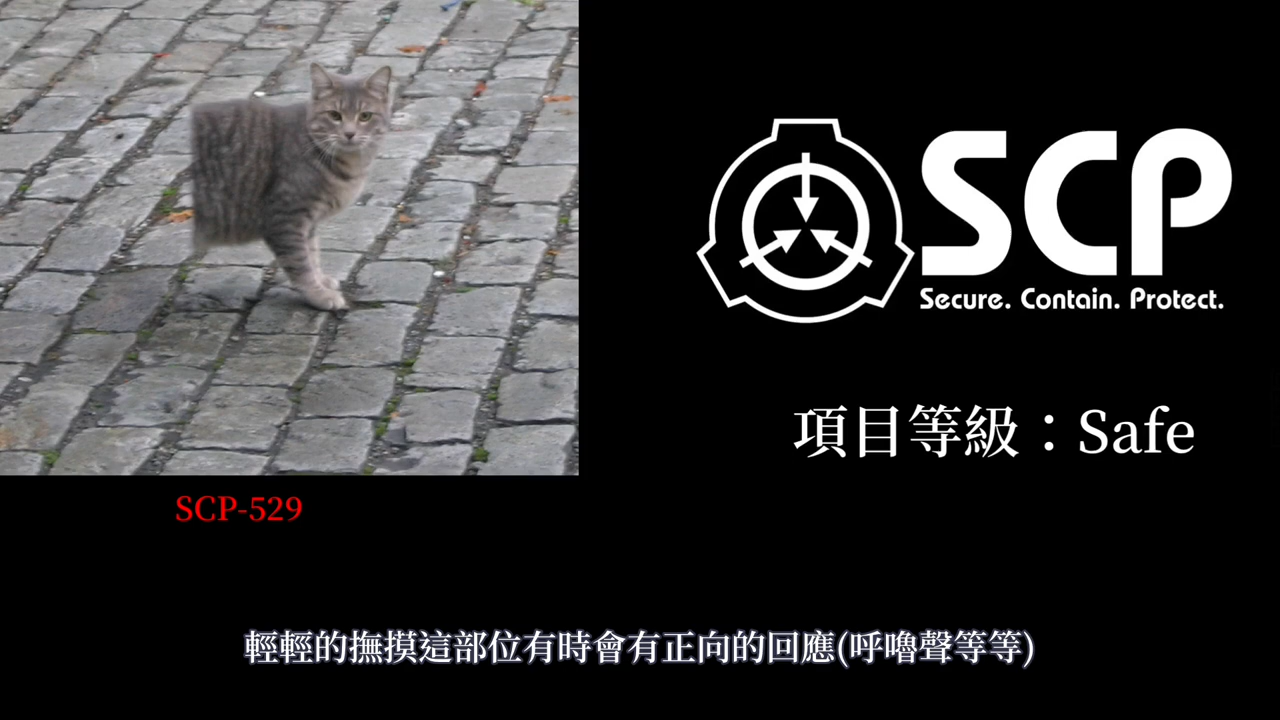 SCP
Secure. Contain. Protect.
項目等級：Safe
SCP-529
輕輕的撫摸這部位有時會有正向的回應(呼嚕聲等等)